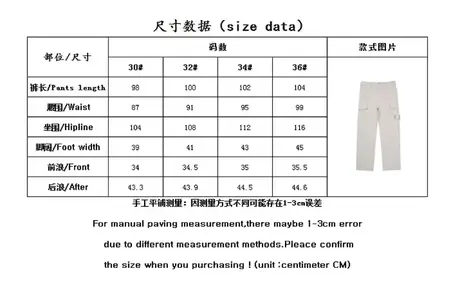 尺寸数据（size data）
部位/尺寸 码数 款式图片
30# 32# 34# 36#
裤长/Pants length 98 100 102 104
腰围/Waist 87 91 95 99
坐围/Hipline 104 108 112 116
脚围/Foot width 39 41 43 45
前浪/Front 34 34.5 35 35.5
后浪/After 43.3 43.9 44.5 44.6
手工平铺测量：因测量方式不同可能存在1-3cm误差
For manual paving measurement,there maybe 1-3cm error
due to different measurement methods.Pleace confirm
the size when you purchasing！(unit :centimeter CM)